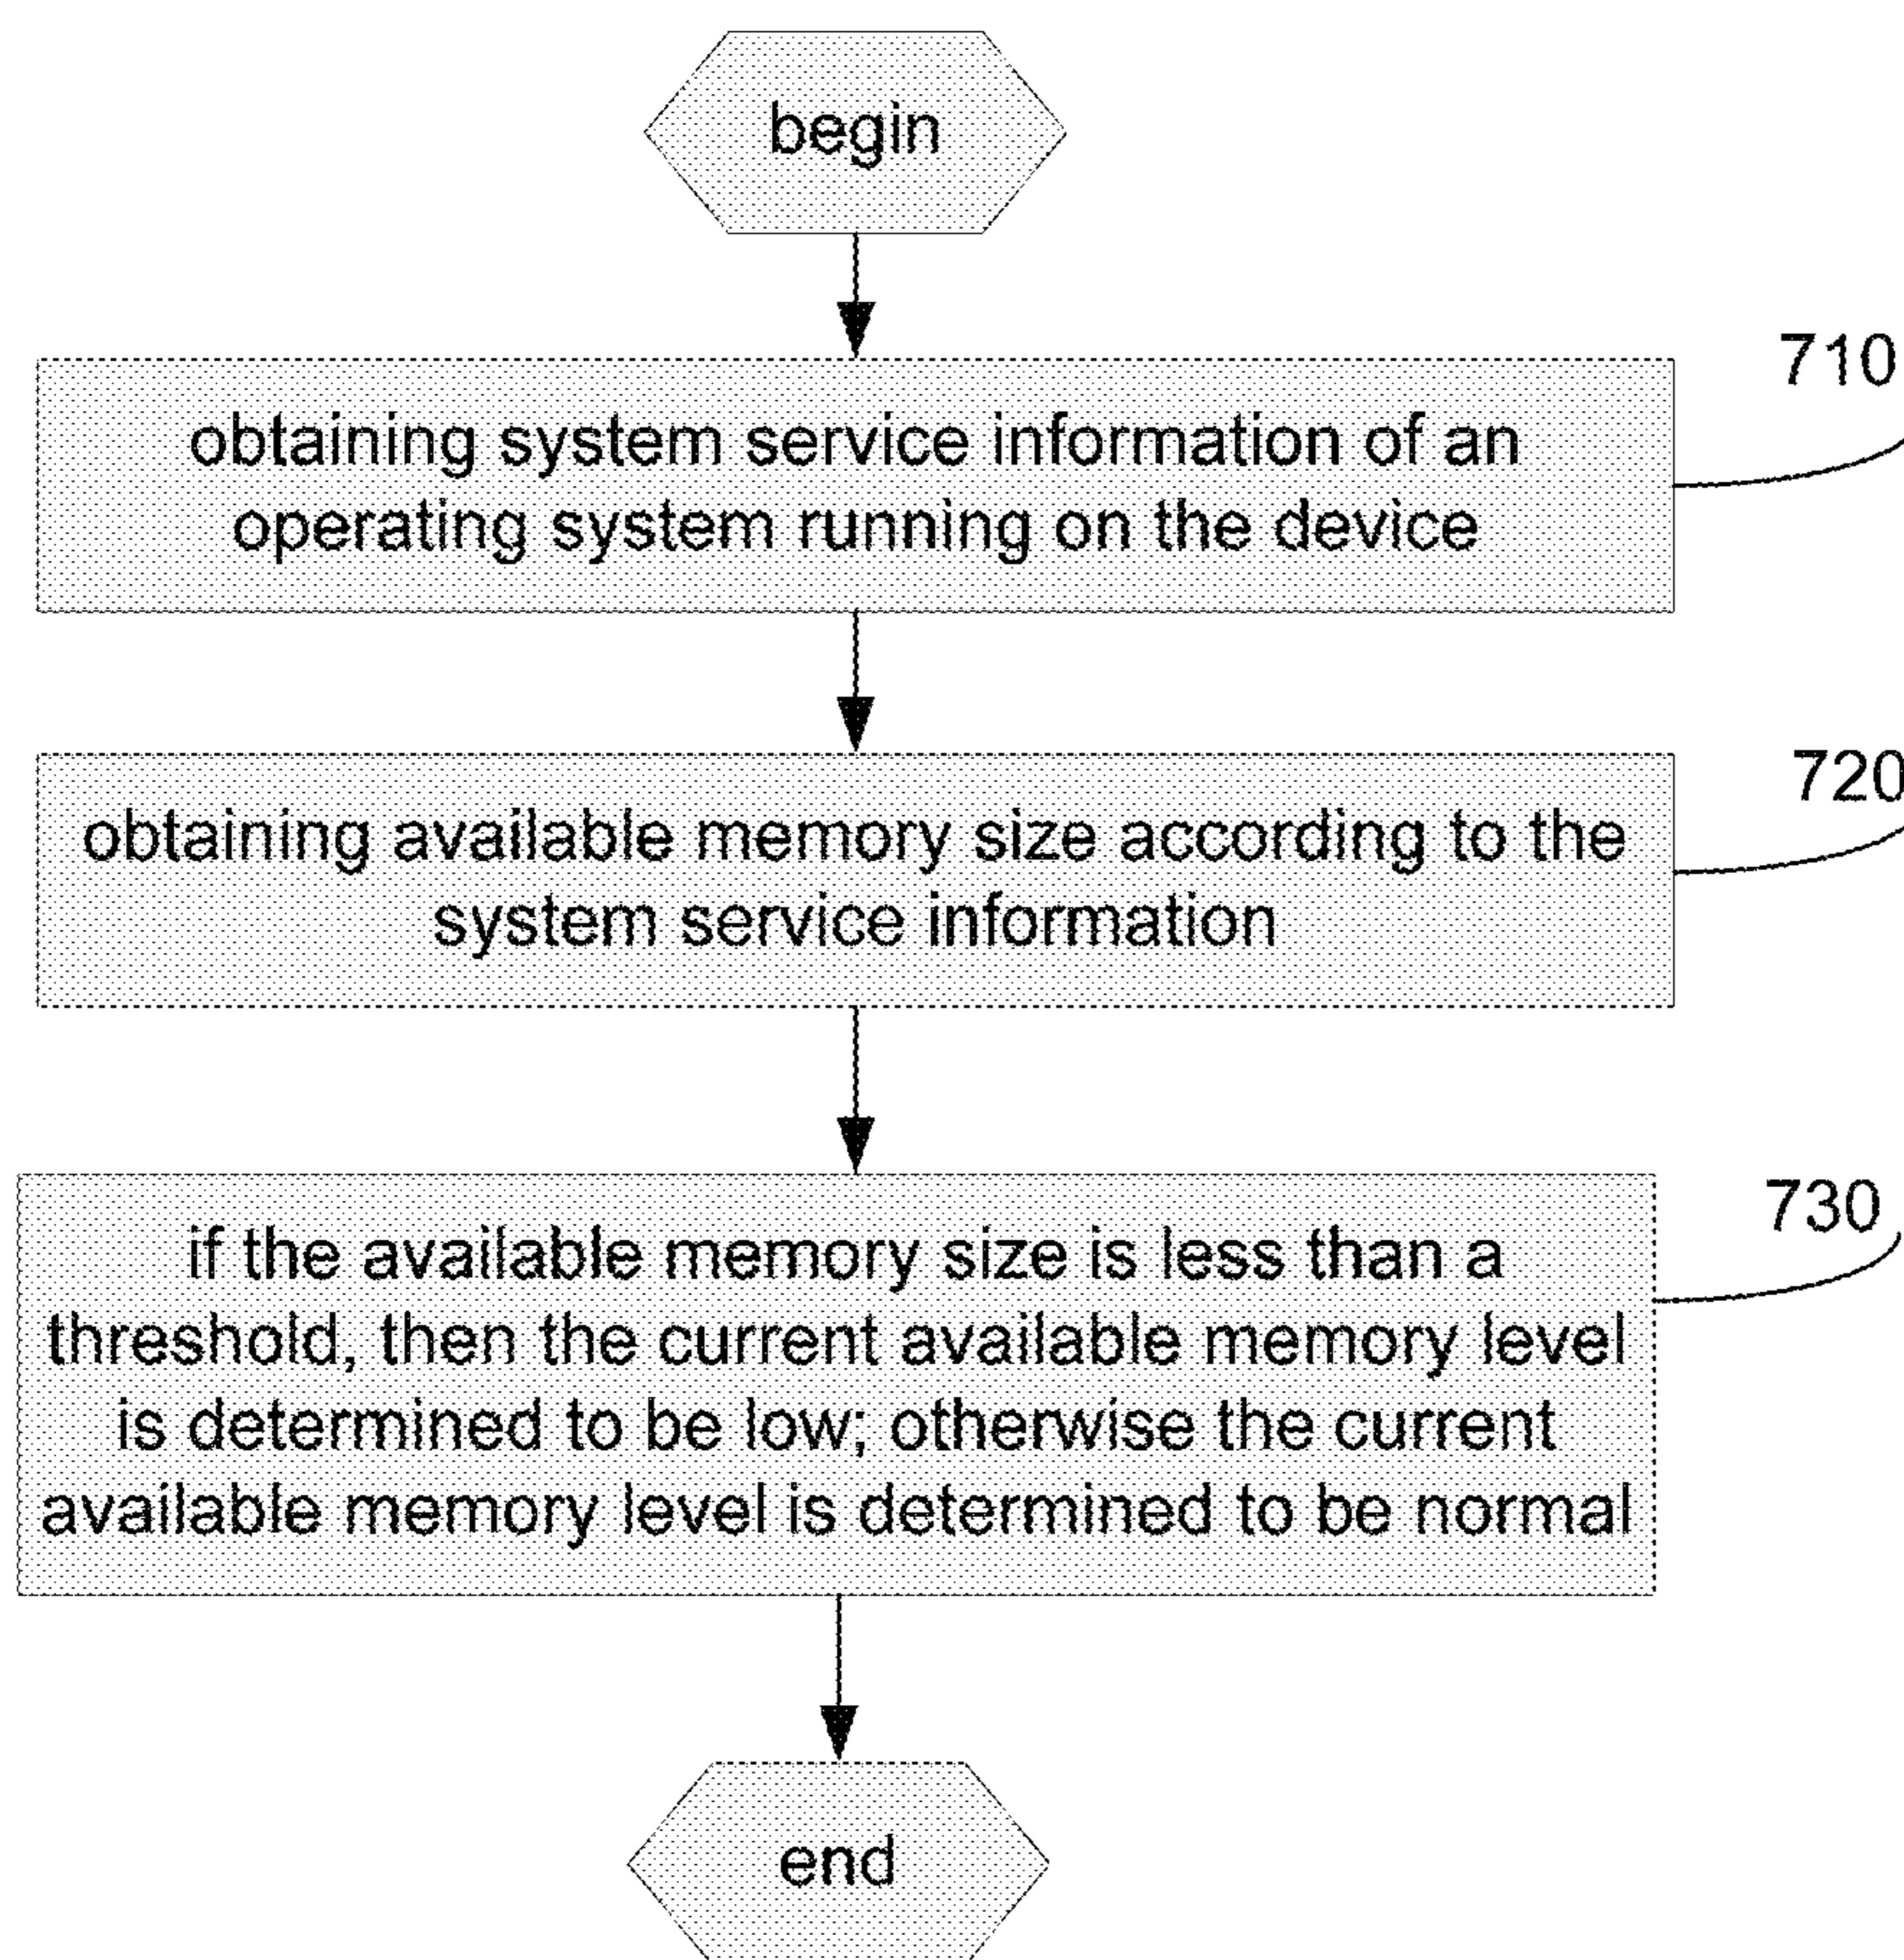 begin
710
obtaining system service information of an
operating system running on the device
720
obtaining available memory size according to the
system service information
730
if the available memory size is less than a
threshold, then the current available memory level
is determined to be low; otherwise the current
available memory level is determined to be normal
end